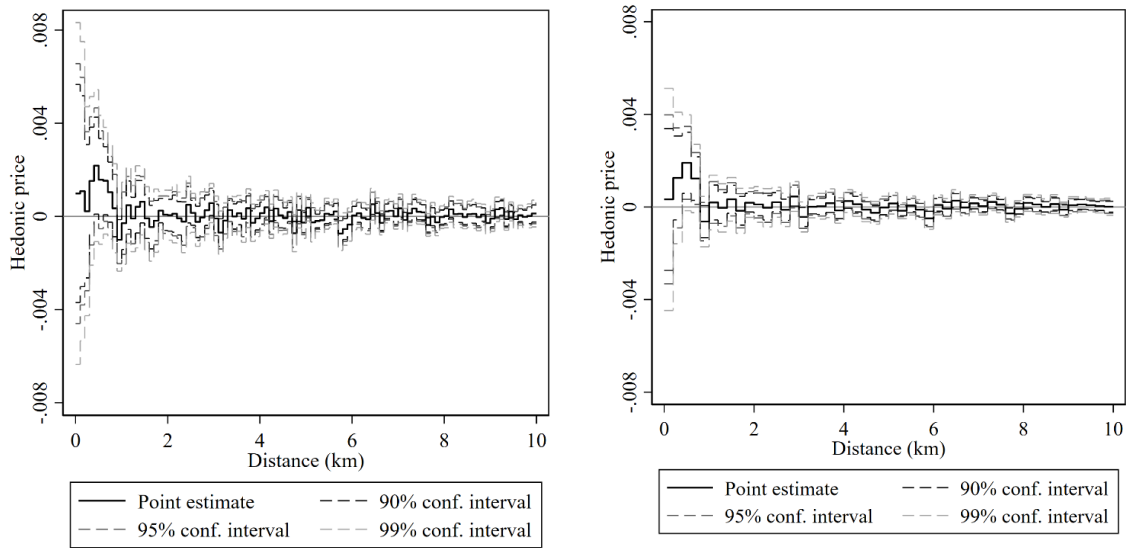 .008
.004
0
-.004
-.008
Hedonic price
0 2 4 6 8 10
Distance (km)
Point estimate 90% conf. interval
95% conf. interval 99% conf. interval
.008
.004
0
-.004
-.008
Hedonic price
0 2 4 6 8 10
Distance (km)
Point estimate 90% conf. interval
95% conf. interval 99% conf. interval